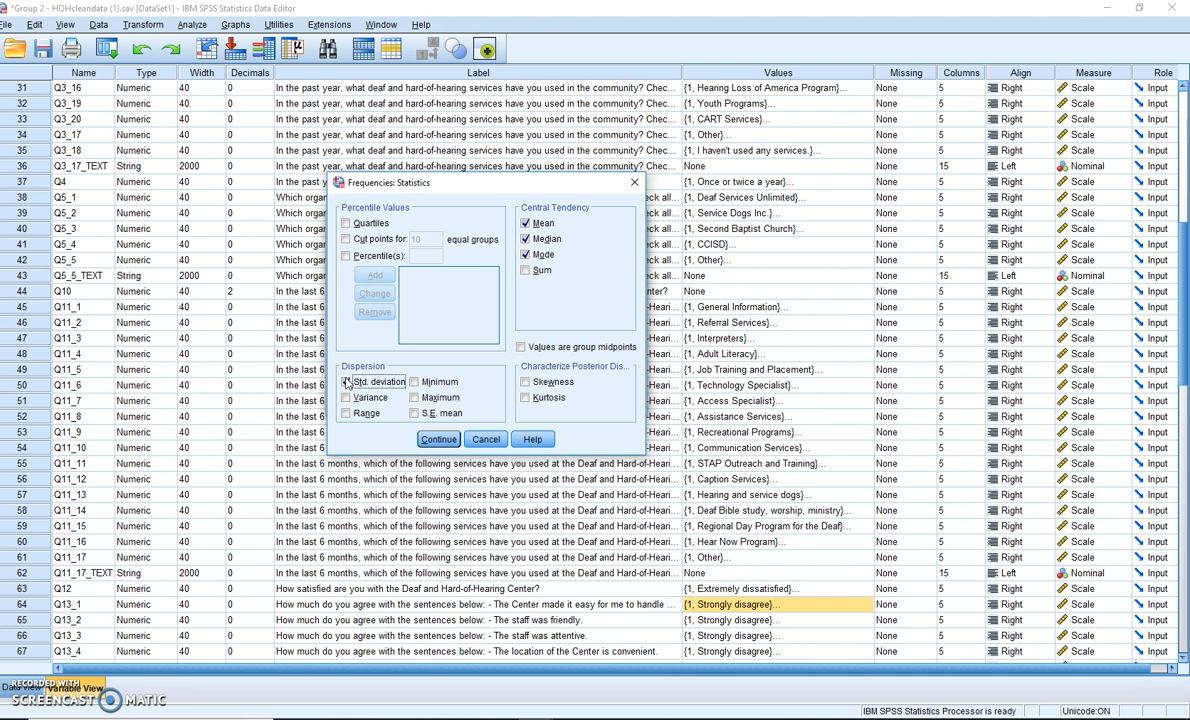 *Group 2 - HOHcleandata (1).sav [DataSet1] - IBM SPSS Statistics Data Editor
File Edit View Data Transform Analyze Graphs Utilities Extensions Window Help
Name Type Width Decimals Label Values Missing Columns Align Measure Role
31 Q3_16 Numeric 40 0 In the past year, what deaf and hard-of-hearing services have you used in the community? Chec... {1, Hearing Loss of America Program}... None 5 Right Scale Input
32 Q3_19 Numeric 40 0 In the past year, what deaf and hard-of-hearing services have you used in the community? Chec... {1, Youth Programs}... None 5 Right Scale Input
33 Q3_20 Numeric 40 0 In the past year, what deaf and hard-of-hearing services have you used in the community? Chec... {1, CART Services}... None 5 Right Scale Input
34 Q3_17 Numeric 40 0 In the past year, what deaf and hard-of-hearing services have you used in the community? Chec... {1, Other}... None 5 Right Scale Input
35 Q3_18 Numeric 40 0 In the past year, what deaf and hard-of-hearing services have you used in the community? Chec... {1, I haven't used any services.}... None 5 Right Scale Input
36 Q3_17_TEXT String 2000 0 In the past year, what deaf and hard-of-hearing services have you used in the community? Chec... None None 15 Left Nominal Input
37 Q4 Numeric 40 0 In the past y {1, Once or twice a year}... None 5 Right Scale Input
38 Q5_1 Numeric 40 0 Which orga eck all... {1, Deaf Services Unlimited}... None 5 Right Scale Input
39 Q5_2 Numeric 40 0 Which orga eck all... {1, Service Dogs Inc.}... None 5 Right Scale Input
40 Q5_3 Numeric 40 0 Which orga eck all... {1, Second Baptist Church}... None 5 Right Scale Input
41 Q5_4 Numeric 40 0 Which orga eck all... {1, CCISD}... None 5 Right Scale Input
42 Q5_5 Numeric 40 0 Which orga eck all... {1, Other}... None 5 Right Scale Input
43 Q5_5_TEXT String 2000 0 Which orga eck all... None None 15 Left Nominal Input
44 Q10 Numeric 40 2 In the last 6 nter? None None 5 Right Scale Input
45 Q11_1 Numeric 40 0 In the last 6 -Heari... {1, General Information}... None 5 Right Scale Input
46 Q11_2 Numeric 40 0 In the last 6 -Heari... {1, Referral Services}... None 5 Right Scale Input
47 Q11_3 Numeric 40 0 In the last 6 -Heari... {1, Interpreters}... None 5 Right Scale Input
48 Q11_4 Numeric 40 0 In the last 6 -Heari... {1, Adult Literacy}... None 5 Right Scale Input
49 Q11_5 Numeric 40 0 In the last 6 -Heari... {1, Job Training and Placement}... None 5 Right Scale Input
50 Q11_6 Numeric 40 0 In the last 6 -Heari... {1, Technology Specialist}... None 5 Right Scale Input
51 Q11_7 Numeric 40 0 In the last 6 -Heari... {1, Access Specialist}... None 5 Right Scale Input
52 Q11_8 Numeric 40 0 In the last 6 -Heari... {1, Assistance Services}... None 5 Right Scale Input
53 Q11_9 Numeric 40 0 In the last 6 -Heari... {1, Recreational Programs}... None 5 Right Scale Input
54 Q11_10 Numeric 40 0 In the last 6 -Heari... {1, Communication Services}... None 5 Right Scale Input
55 Q11_11 Numeric 40 0 In the last 6 months, which of the following services have you used at the Deaf and Hard-of-Heari... {1, STAP Outreach and Training}... None 5 Right Scale Input
56 Q11_12 Numeric 40 0 In the last 6 months, which of the following services have you used at the Deaf and Hard-of-Heari... {1, Caption Services}... None 5 Right Scale Input
57 Q11_13 Numeric 40 0 In the last 6 months, which of the following services have you used at the Deaf and Hard-of-Heari... {1, Hearing and service dogs}... None 5 Right Scale Input
58 Q11_14 Numeric 40 0 In the last 6 months, which of the following services have you used at the Deaf and Hard-of-Heari... {1, Deaf Bible study, worship, ministry}... None 5 Right Scale Input
59 Q11_15 Numeric 40 0 In the last 6 months, which of the following services have you used at the Deaf and Hard-of-Heari... {1, Regional Day Program for the Deaf}... None 5 Right Scale Input
60 Q11_16 Numeric 40 0 In the last 6 months, which of the following services have you used at the Deaf and Hard-of-Heari... {1, Hear Now Program}... None 5 Right Scale Input
61 Q11_17 Numeric 40 0 In the last 6 months, which of the following services have you used at the Deaf and Hard-of-Heari... {1, Other}... None 5 Right Scale Input
62 Q11_17_TEXT String 2000 0 In the last 6 months, which of the following services have you used at the Deaf and Hard-of-Heari... None None 15 Left Nominal Input
63 Q12 Numeric 40 0 How satisfied are you with the Deaf and Hard-of-Hearing Center? {1, Extremely dissatisfied}... None 5 Right Scale Input
64 Q13_1 Numeric 40 0 How much do you agree with the sentences below: - The Center made it easy for me to handle ... {1, Strongly disagree}... None 5 Right Scale Input
65 Q13_2 Numeric 40 0 How much do you agree with the sentences below: - The staff was friendly. {1, Strongly disagree}... None 5 Right Scale Input
66 Q13_3 Numeric 40 0 How much do you agree with the sentences below: - The staff was attentive. {1, Strongly disagree}... None 5 Right Scale Input
67 Q13_4 Numeric 40 0 How much do you agree with the sentences below: - The location of the Center is convenient. {1, Strongly disagree}... None 5 Right Scale Input
Frequencies: Statistics
Percentile Values
Quartiles
Cut points for: 10 equal groups
Percentile(s):
Add
Change
Remove
Central Tendency
Mean
Median
Mode
Sum
Values are group midpoints
Dispersion
Std. deviation Minimum
Variance Maximum
Range S.E. mean
Characterize Posterior Dis...
Skewness
Kurtosis
Continue Cancel Help
Data View Variable View
RECORDED WITH
SCREENCAST MATIC
IBM SPSS Statistics Processor is ready Unicode:ON